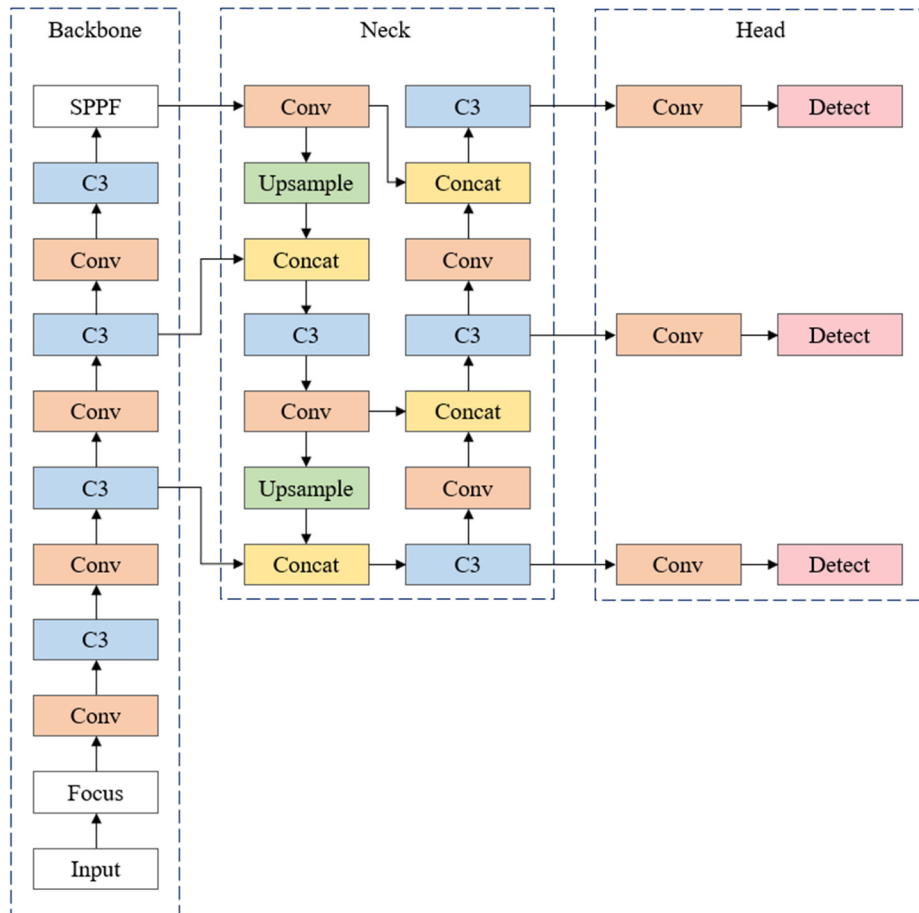 Backbone
Neck
Head
SPPF
Conv
C3
Conv
Detect
C3
Upsample
Concat
Conv
Concat
Conv
C3
C3
C3
Conv
Detect
Conv
Conv
Concat
C3
Upsample
Conv
Conv
Concat
C3
Conv
Detect
C3
Conv
Focus
Input